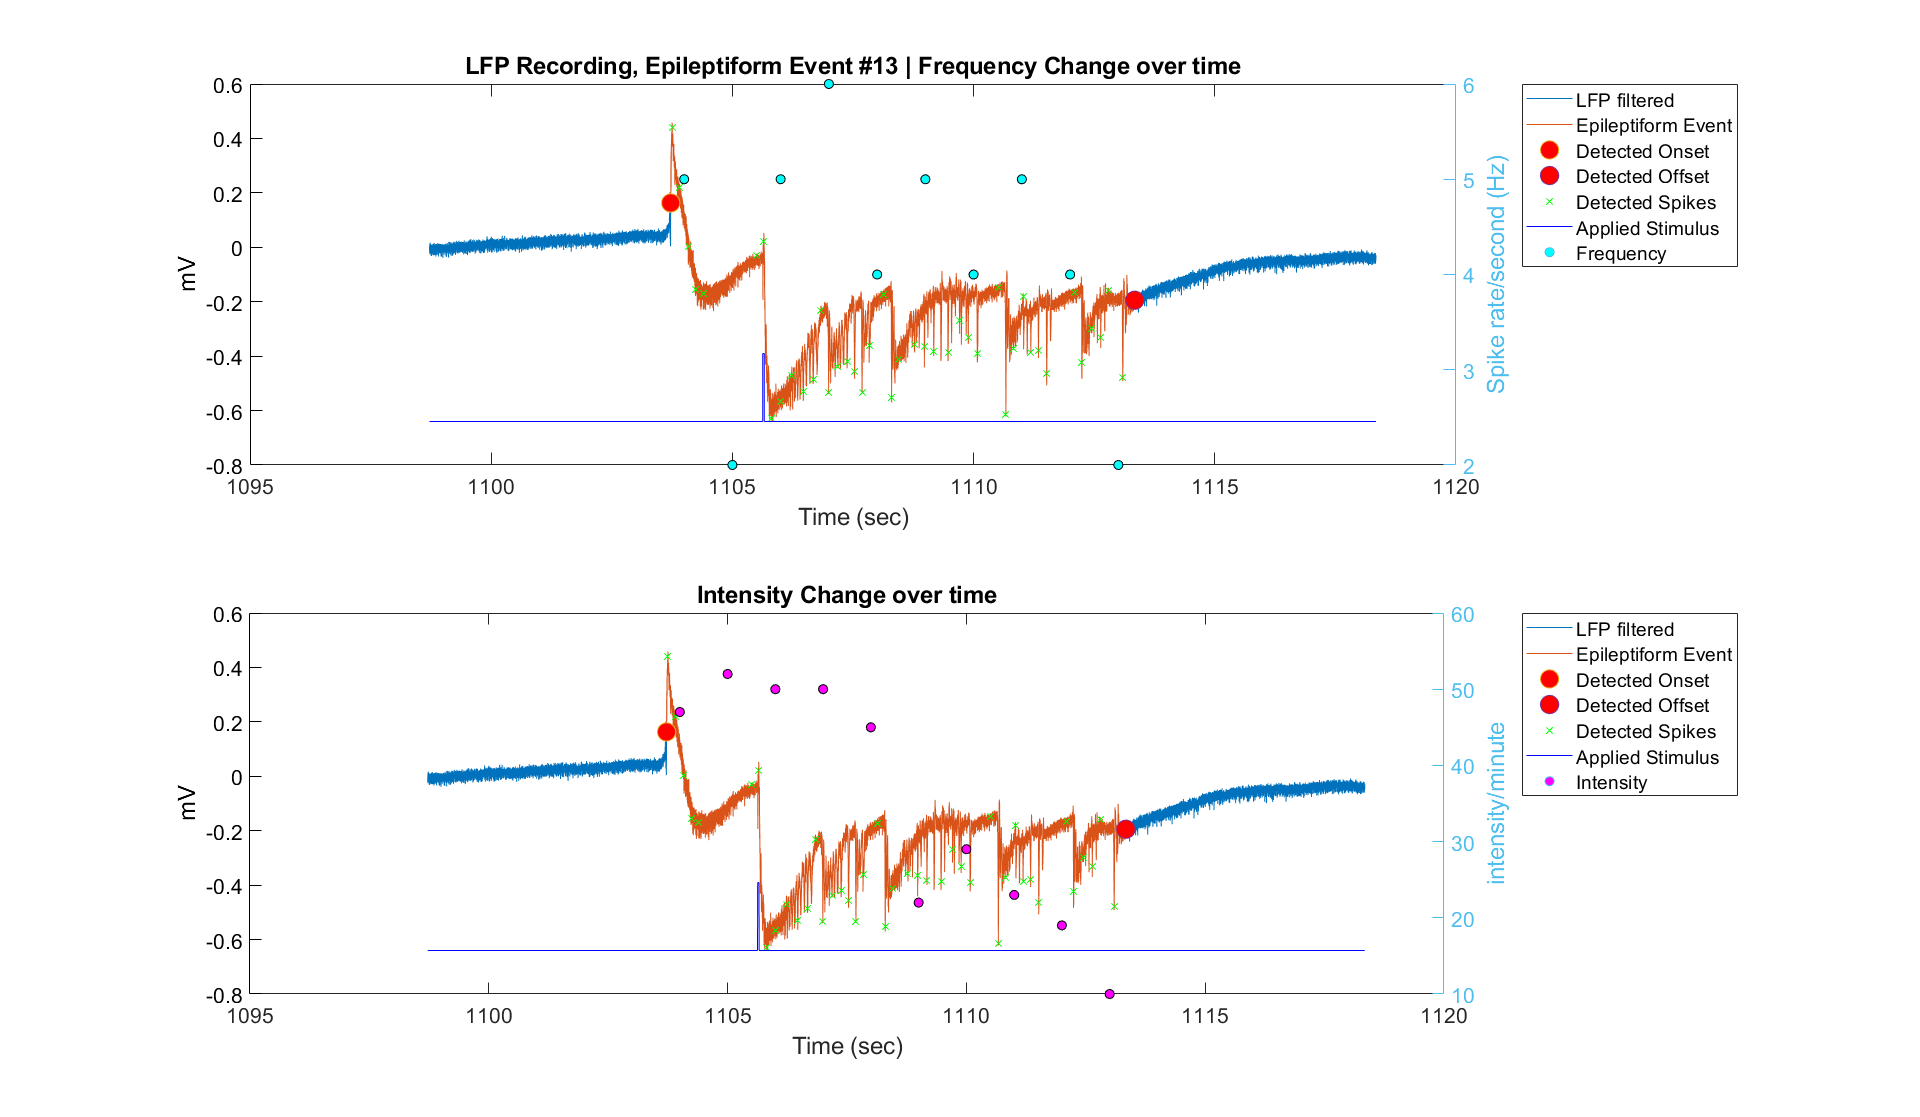 LFP Recording, Epileptiform Event #13 | Frequency Change over time
0.6
0.4
0.2
0
-0.2
-0.4
-0.6
-0.8
mV
1095
1100
1105
1110
1115
1120
Time (sec)
6
5
4
3
2
Spike rate/second (Hz)
LFP filtered
Epileptiform Event
Detected Onset
Detected Offset
Detected Spikes
Applied Stimulus
Frequency
Intensity Change over time
0.6
0.4
0.2
0
-0.2
-0.4
-0.6
-0.8
mV
1095
1100
1105
1110
1115
1120
Time (sec)
60
50
40
30
20
10
intensity/minute
LFP filtered
Epileptiform Event
Detected Onset
Detected Offset
Detected Spikes
Applied Stimulus
Intensity